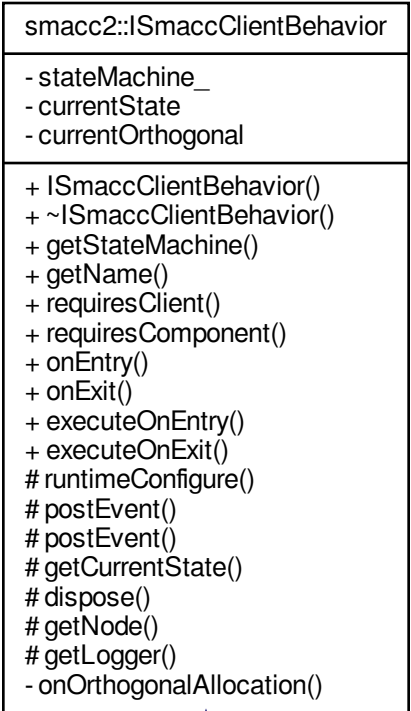 smacc2::ISmaccClientBehavior
- stateMachine_
- currentState
- currentOrthogonal
+ ISmaccClientBehavior()
+ ~ISmaccClientBehavior()
+ getStateMachine()
+ getName()
+ requiresClient()
+ requiresComponent()
+ onEntry()
+ onExit()
+ executeOnEntry()
+ executeOnExit()
# runtimeConfigure()
# postEvent()
# postEvent()
# getCurrentState()
# dispose()
# getNode()
# getLogger()
- onOrthogonalAllocation()